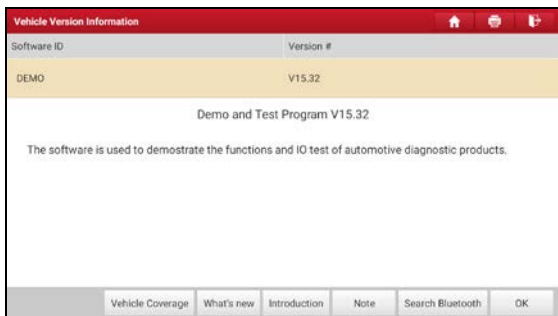 Vehicle Version Information
Software ID Version #
DEMO V15.32
Demo and Test Program V15.32
The software is used to demostrate the functions and IO test of automotive diagnostic products.
Vehicle Coverage What's new Introduction Note Search Bluetooth OK